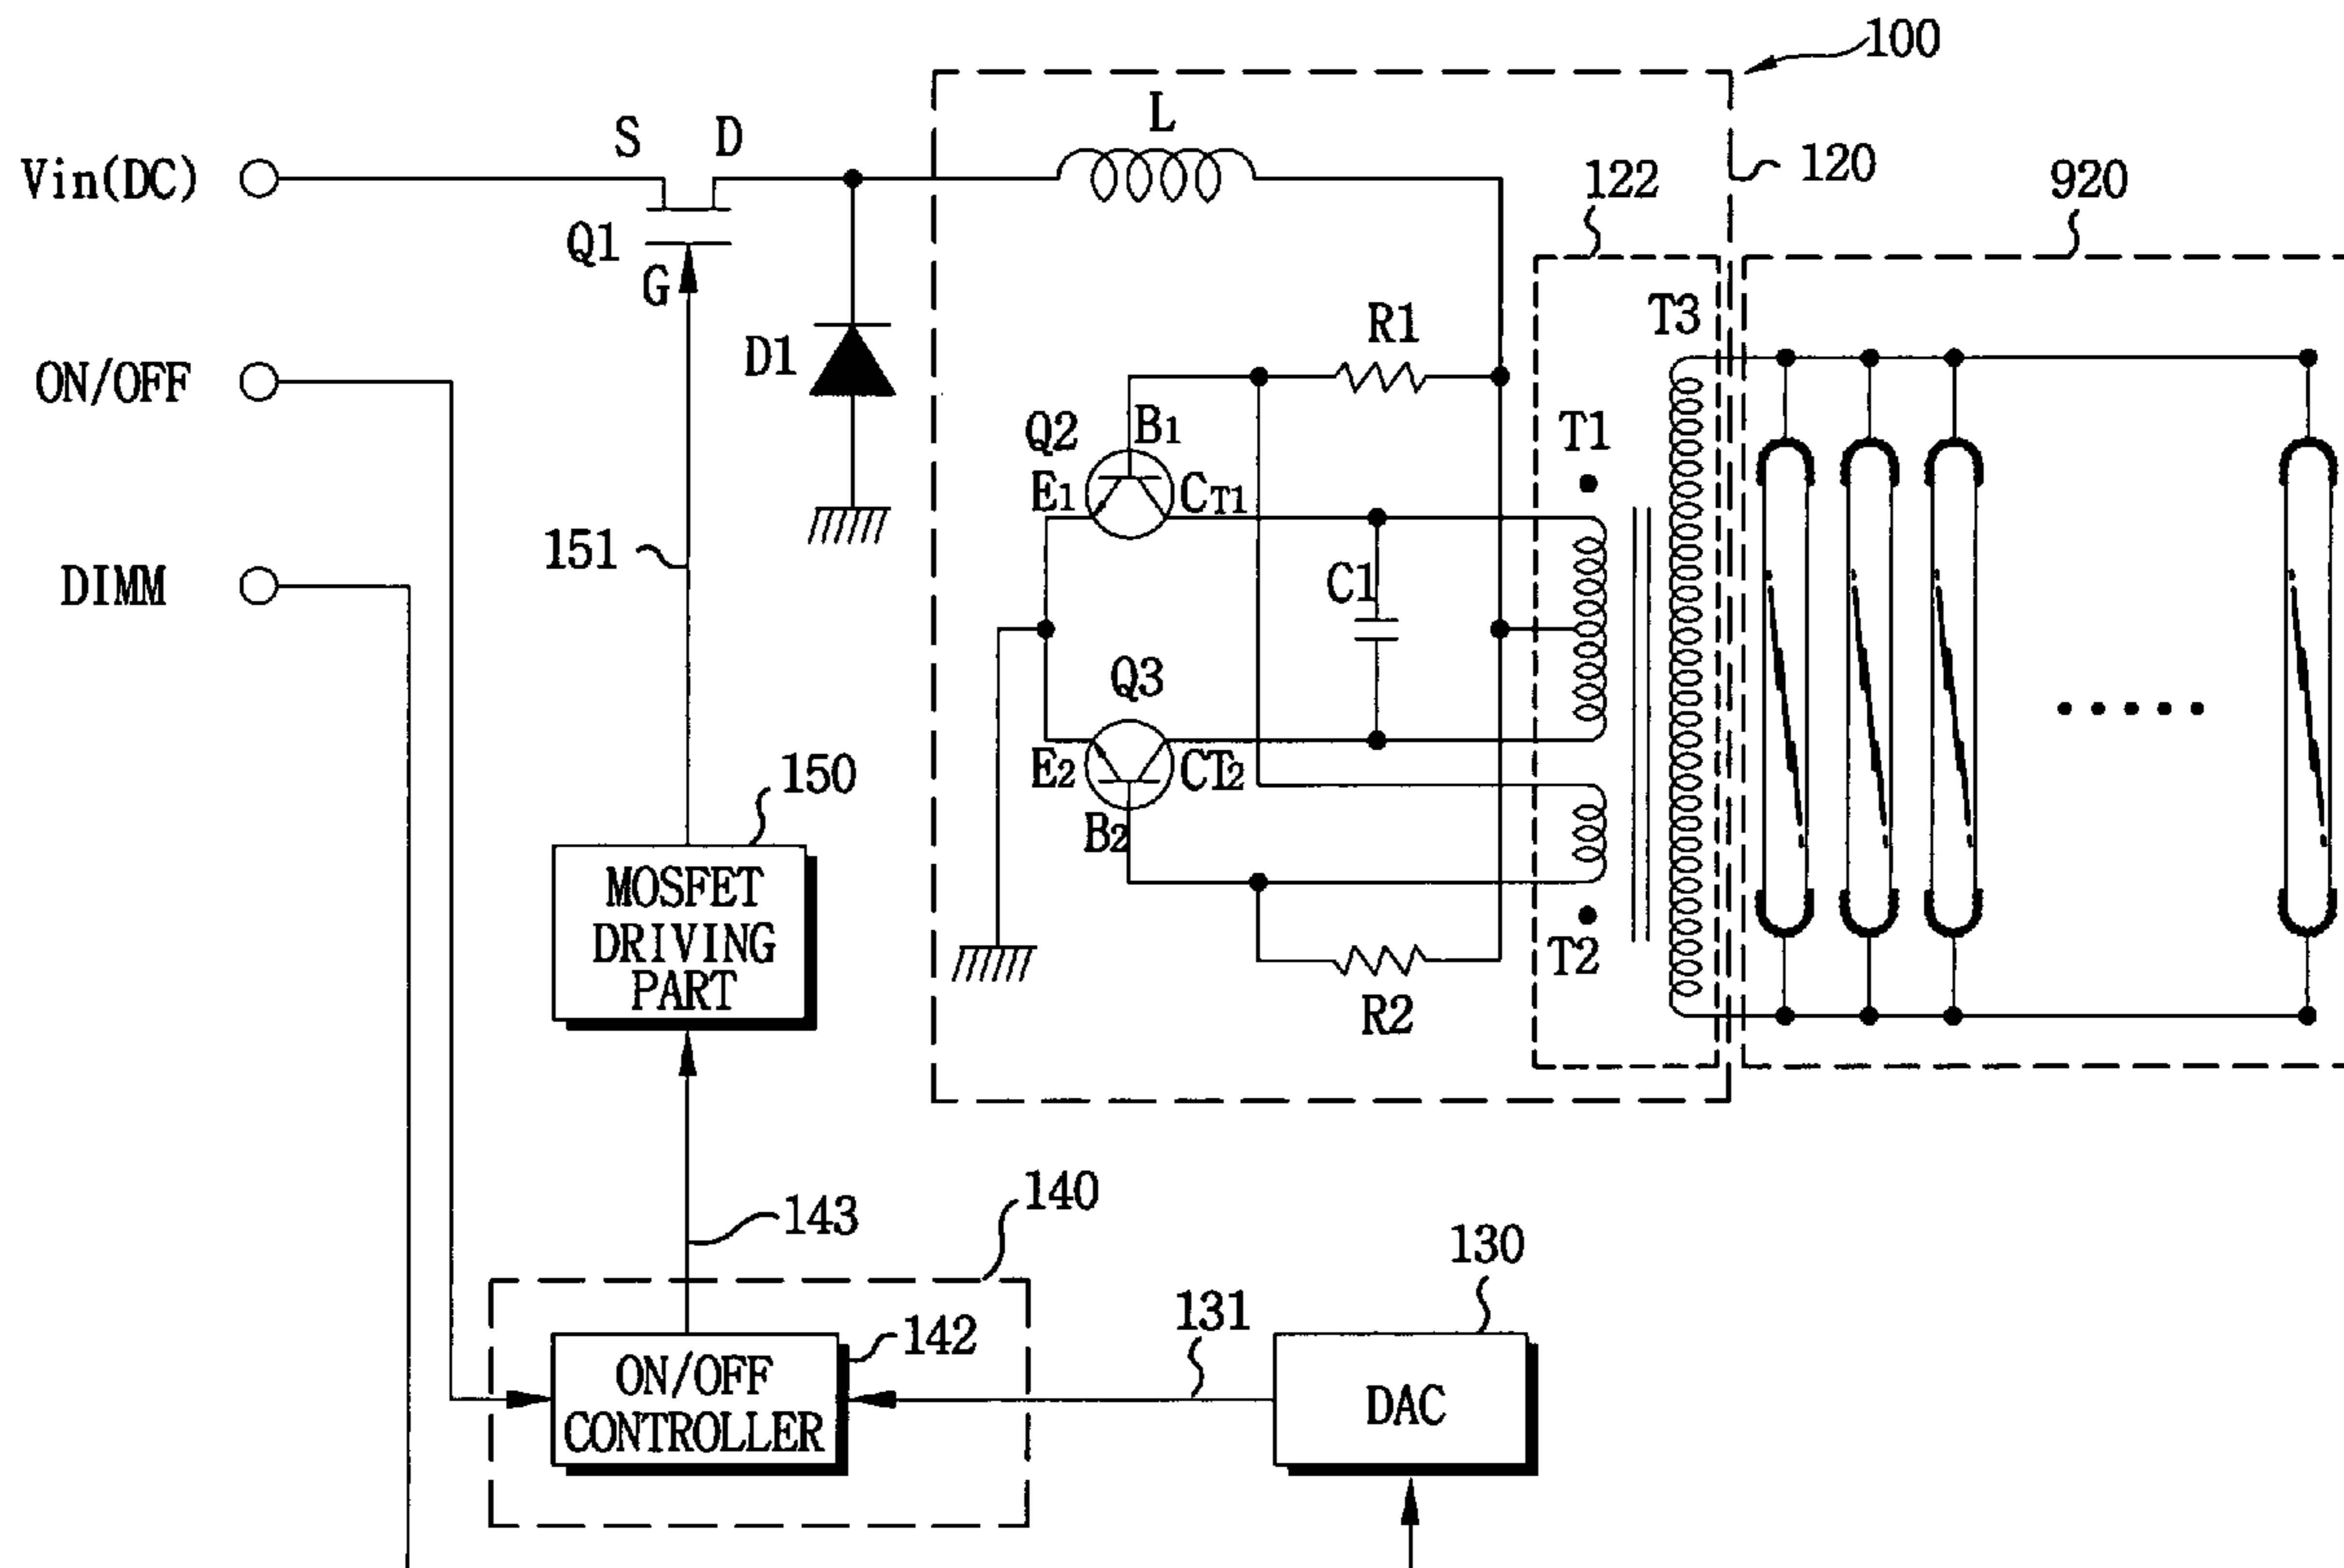 100
L
S D
Vin(DC)
120
122
920
Q1
G
T3
R1
D1
ON/OFF
T1
Q2
B1
E1
CT1
151
C1
DIMM
Q3
E2
CT2
150
B2
MOSFET
DRIVING
PART
T2
R2
140
143
130
131
142
ON/OFF
CONTROLLER
DAC